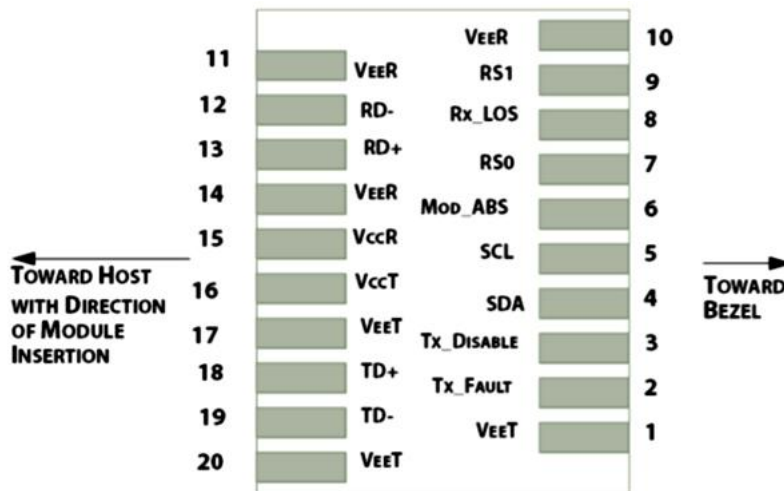 11 VEER
12 RD-
13 RD+
14 VEER
15 VccR
16 VccT
17 VEET
18 TD+
19 TD-
20 VEET
VEER 10
RS1 9
Rx_LOS 8
RS0 7
MOD_ABS 6
SCL 5
SDA 4
TX_DISABLE 3
TX_FAULT 2
VEET 1
TOWARD HOST
WITH DIRECTION
OF MODULE
INSERTION
TOWARD
BEZEL